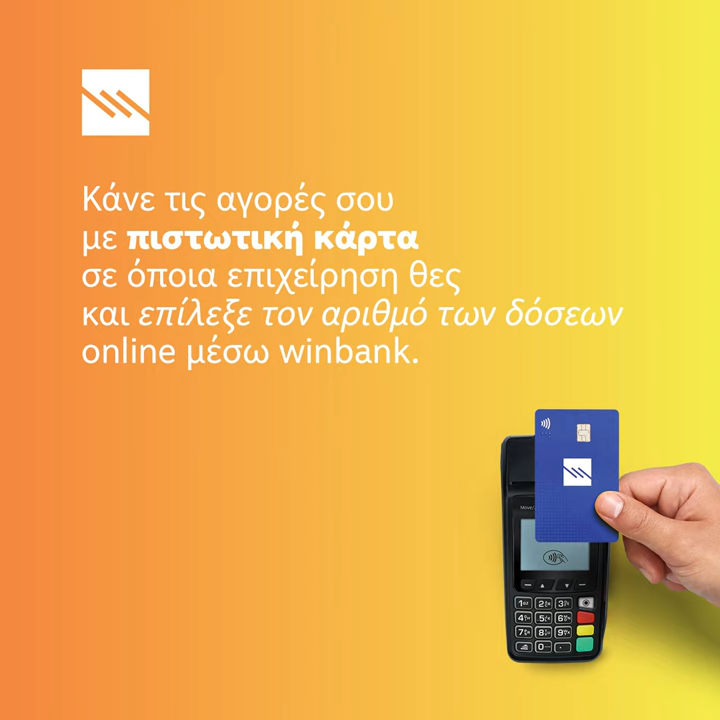 Κάνε τις αγορές σου
με πιστωτική κάρτα
σε όποια επιχείρηση θες
και επίλεξε τον αριθμό των δόσεων
online μέσω winbank.